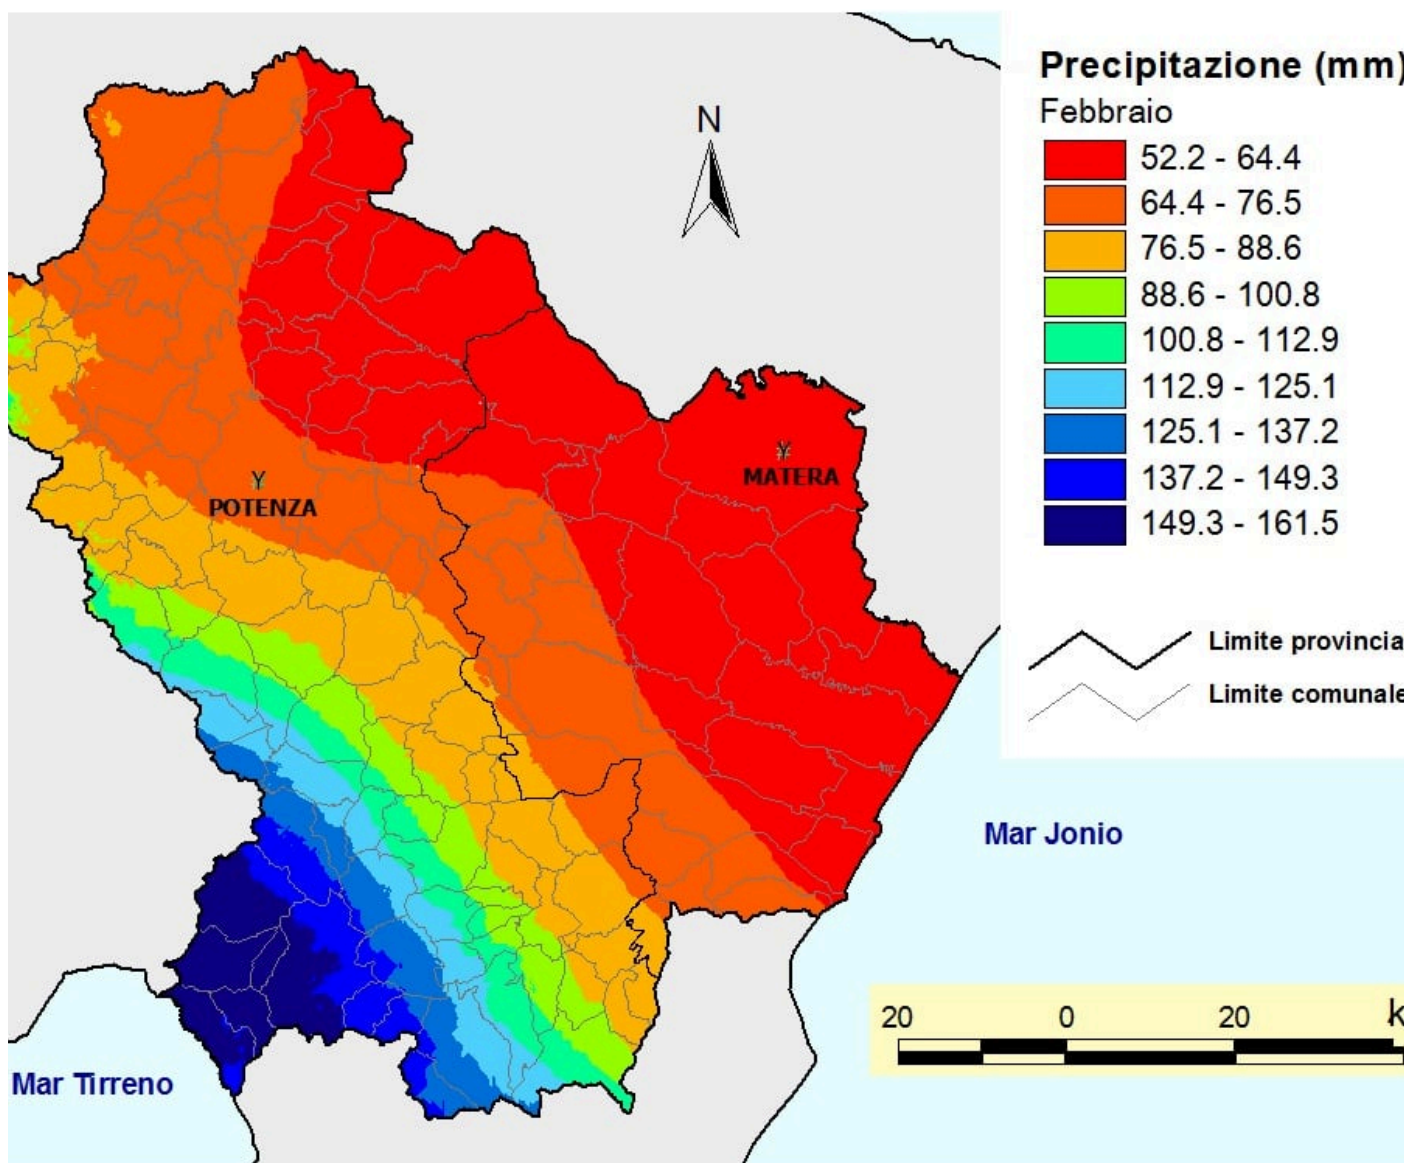 Precipitazione (mm)
Febbraio
52.2 - 64.4
64.4 - 76.5
76.5 - 88.6
88.6 - 100.8
100.8 - 112.9
112.9 - 125.1
125.1 - 137.2
137.2 - 149.3
149.3 - 161.5
Limite provincia
Limite comunale
N
MATERA
POTENZA
Mar Jonio
20 0 20 k
Mar Tirreno